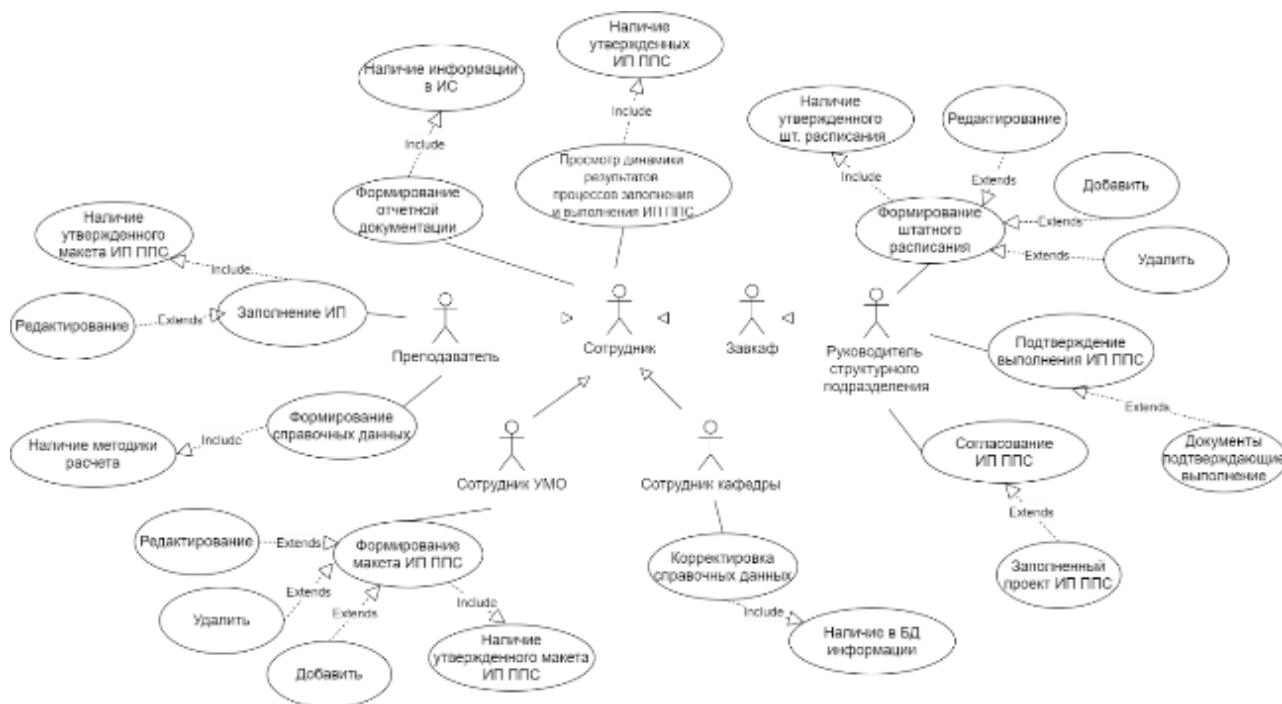 Наличие
утвержденных
ИП ППС
Наличие информации
в ИС
Include
Include
Наличие
утвержденного
шт. расписания
Редактирование
Include
Extends
Просмотр динамики
результатов
процессов заполнения
и выполнения ИП ППС
Формирование
отчетной
документации
Добавить
Extends
Формирование
штатного
расписания
Extends
Удалить
Наличие
утвержденного
макета ИП ППС
Include
Редактирование
Extends
Заполнение ИП
Преподаватель
Сотрудник
Завкаф
Руководитель
структурного
подразделения
Подтверждение
выполнения ИП ППС
Extends
Документы
подтверждающие
выполнение
Формирование
справочных данных
Include
Наличие методики
расчета
Согласование
ИП ППС
Extends
Заполненный
проект ИП ППС
Сотрудник УМО
Сотрудник кафедры
Редактирование
Extends
Формирование
макета ИП ППС
Удалить
Extends
Добавить
Extends
Include
Наличие
утвержденного макета
ИП ППС
Корректировка
справочных данных
Include
Наличие в БД
информации